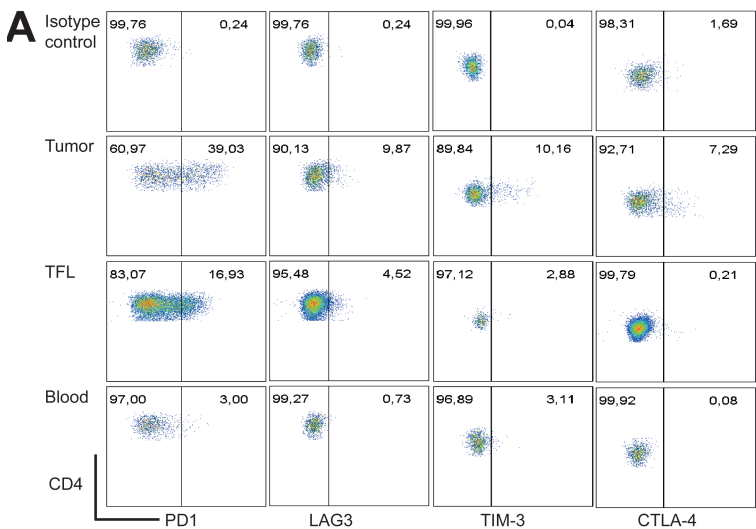 A
Isotype
control
99,76 0,24 99,76 0,24 99,96 0,04 98,31 1,69
Tumor
60,97 39,03 90,13 9,87 89,84 10,16 92,71 7,29
TFL
83,07 16,93 95,48 4,52 97,12 2,88 99,79 0,21
Blood
97,00 3,00 99,27 0,73 96,89 3,11 99,92 0,08
CD4
PD1 LAG3 TIM-3 CTLA-4